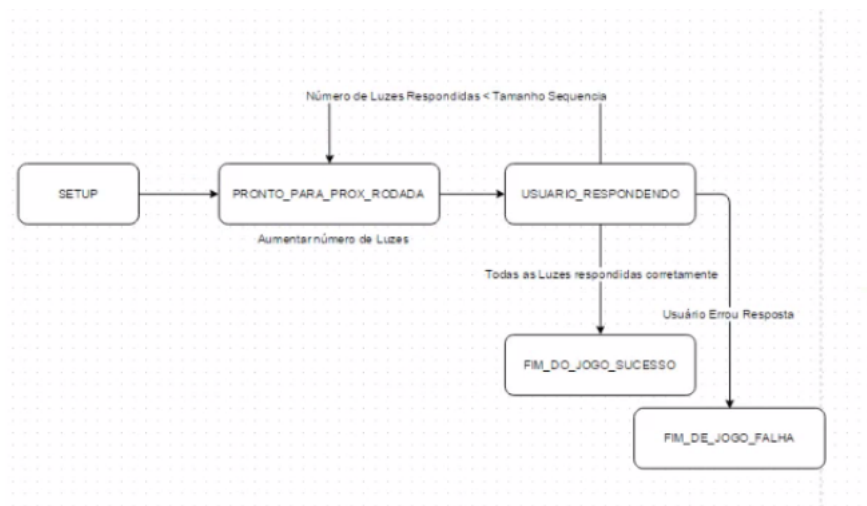 Número de Luzes Respondidas < Tamanho Sequencia
SETUP
PRONTO_PARA_PROX_RODADA
USUARIO_RESPONDENDO
Aumentar número de Luzes
Todas as Luzes respondidas corretamente
Usuário Errou Resposta
FIM_DO_JOGO_SUCESSO
FIM_DE_JOGO_FALHA